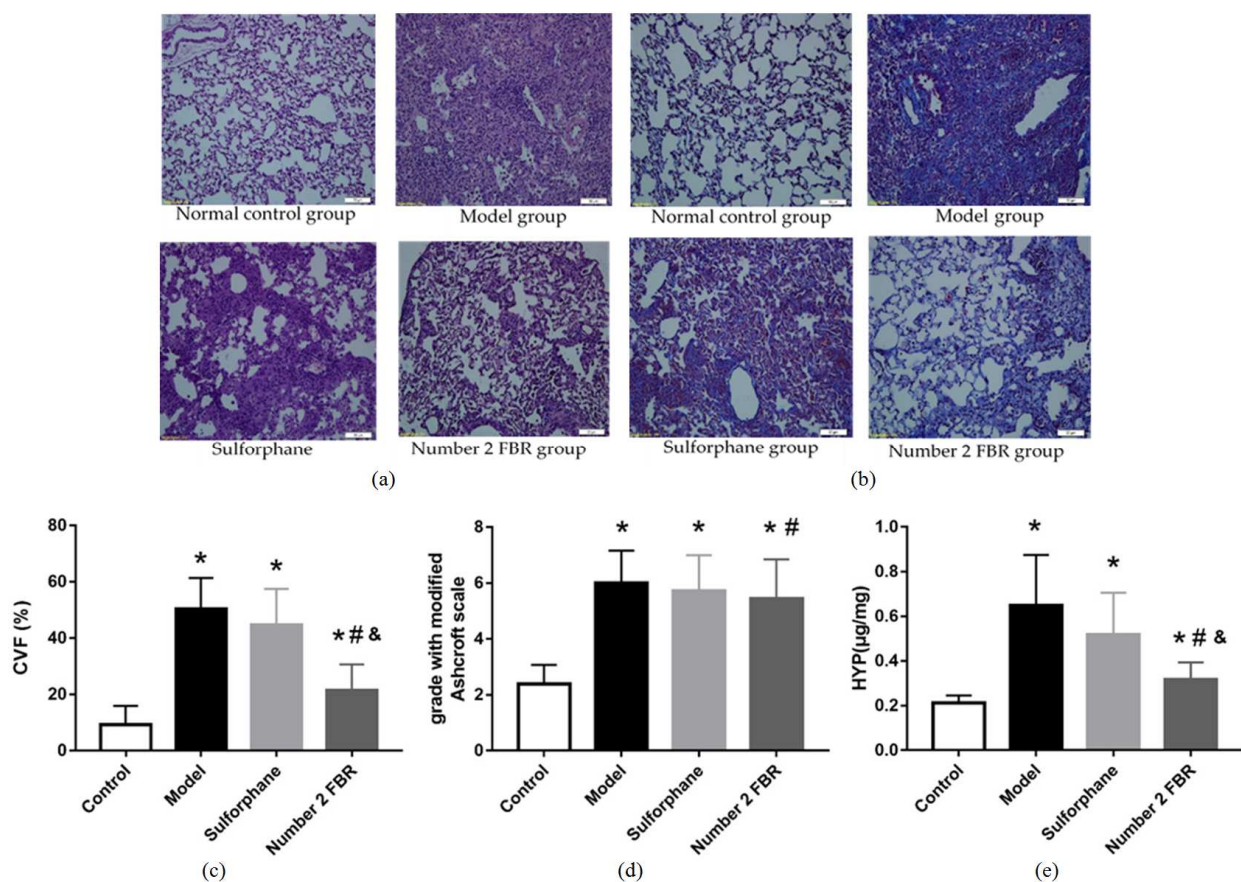 Normal control group
Model group
Normal control group
Model group
Sulforphane
Number 2 FBR group
Sulforphane group
Number 2 FBR group
(a)
(b)
80
60
40
20
0
CVF (%)
*
*
* # &
Control
Model
Sulforphane
Number 2 FBR
(c)
8
6
4
2
0
grade with modified
Ashcroft scale
*
*
* #
Control
Model
Sulforphane
Number 2 FBR
(d)
1.0
0.8
0.6
0.4
0.2
0.0
HYP(μg/mg)
*
*
* # &
Control
Model
Sulforphane
Number 2 FBR
(e)